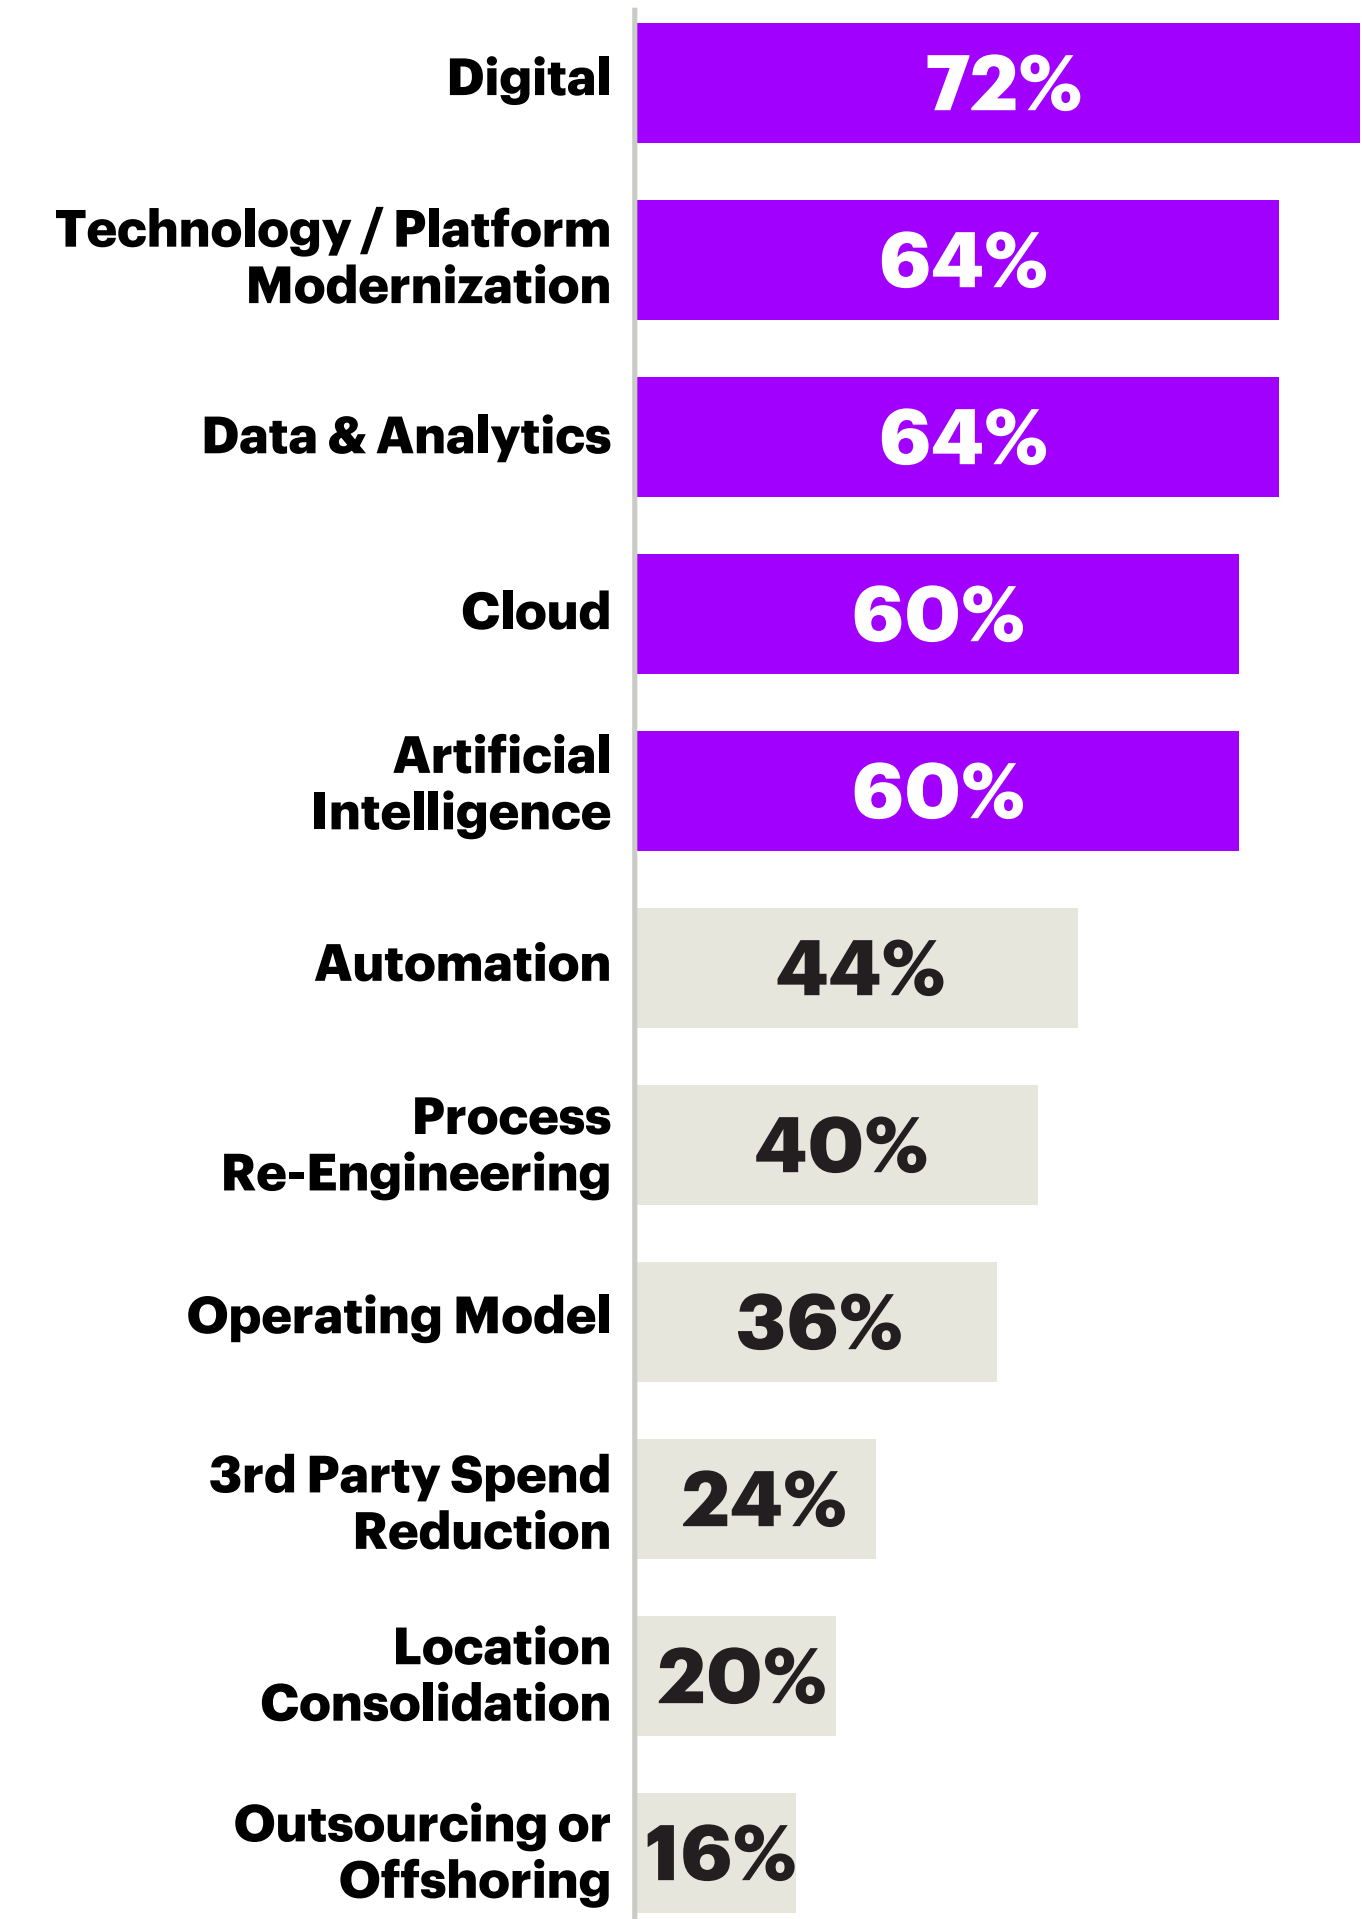 Digital
72%
Technology / Platform
Modernization
64%
Data & Analytics
64%
Cloud
60%
Artificial
Intelligence
60%
Automation
44%
Process
Re-Engineering
40%
Operating Model
36%
3rd Party Spend
Reduction
24%
Location
Consolidation
20%
Outsourcing or
Offshoring
16%